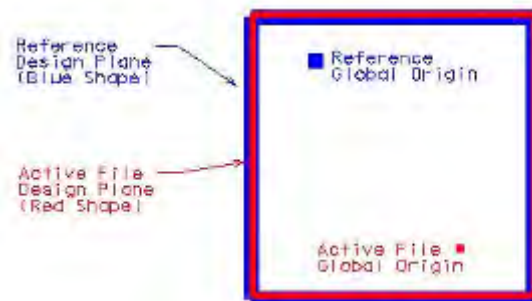 Reference
Design Plane
(Blue Shape)
Reference
Global Origin
Active File
Design Plane
(Red Shape)
Active File
Global Origin